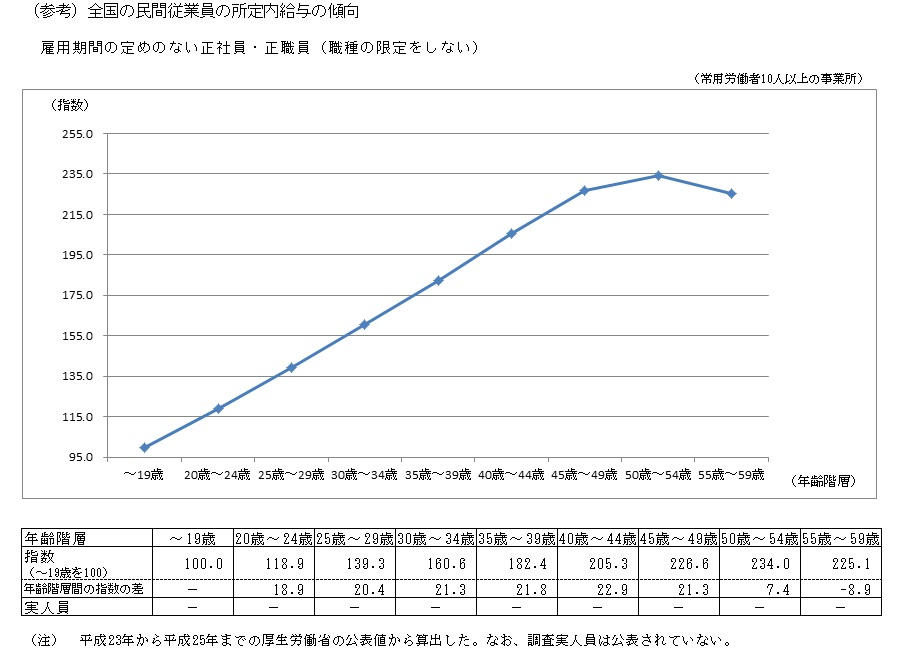 （参考）全国の民間従業員の所定内給与の傾向
雇用期間の定めのない正社員・正職員（職種の限定をしない）
（常用労働者10人以上の事業所）
（指数）
255.0
235.0
215.0
195.0
175.0
155.0
135.0
115.0
95.0
～19歳 20歳～24歳 25歳～29歳 30歳～34歳 35歳～39歳 40歳～44歳 45歳～49歳 50歳～54歳 55歳～59歳
（年齢階層）
年齢階層 ～19歳 20歳～24歳 25歳～29歳 30歳～34歳 35歳～39歳 40歳～44歳 45歳～49歳 50歳～54歳 55歳～59歳
指数
（～19歳を100） 100.0 118.9 139.3 160.6 182.4 205.3 226.6 234.0 225.1
年齢階層間の指数の差 － 18.9 20.4 21.3 21.8 22.9 21.3 7.4 -8.9
実人員 － － － － － － － － －
（注） 平成23年から平成25年までの厚生労働省の公表値から算出した。なお、調査実人員は公表されていない。